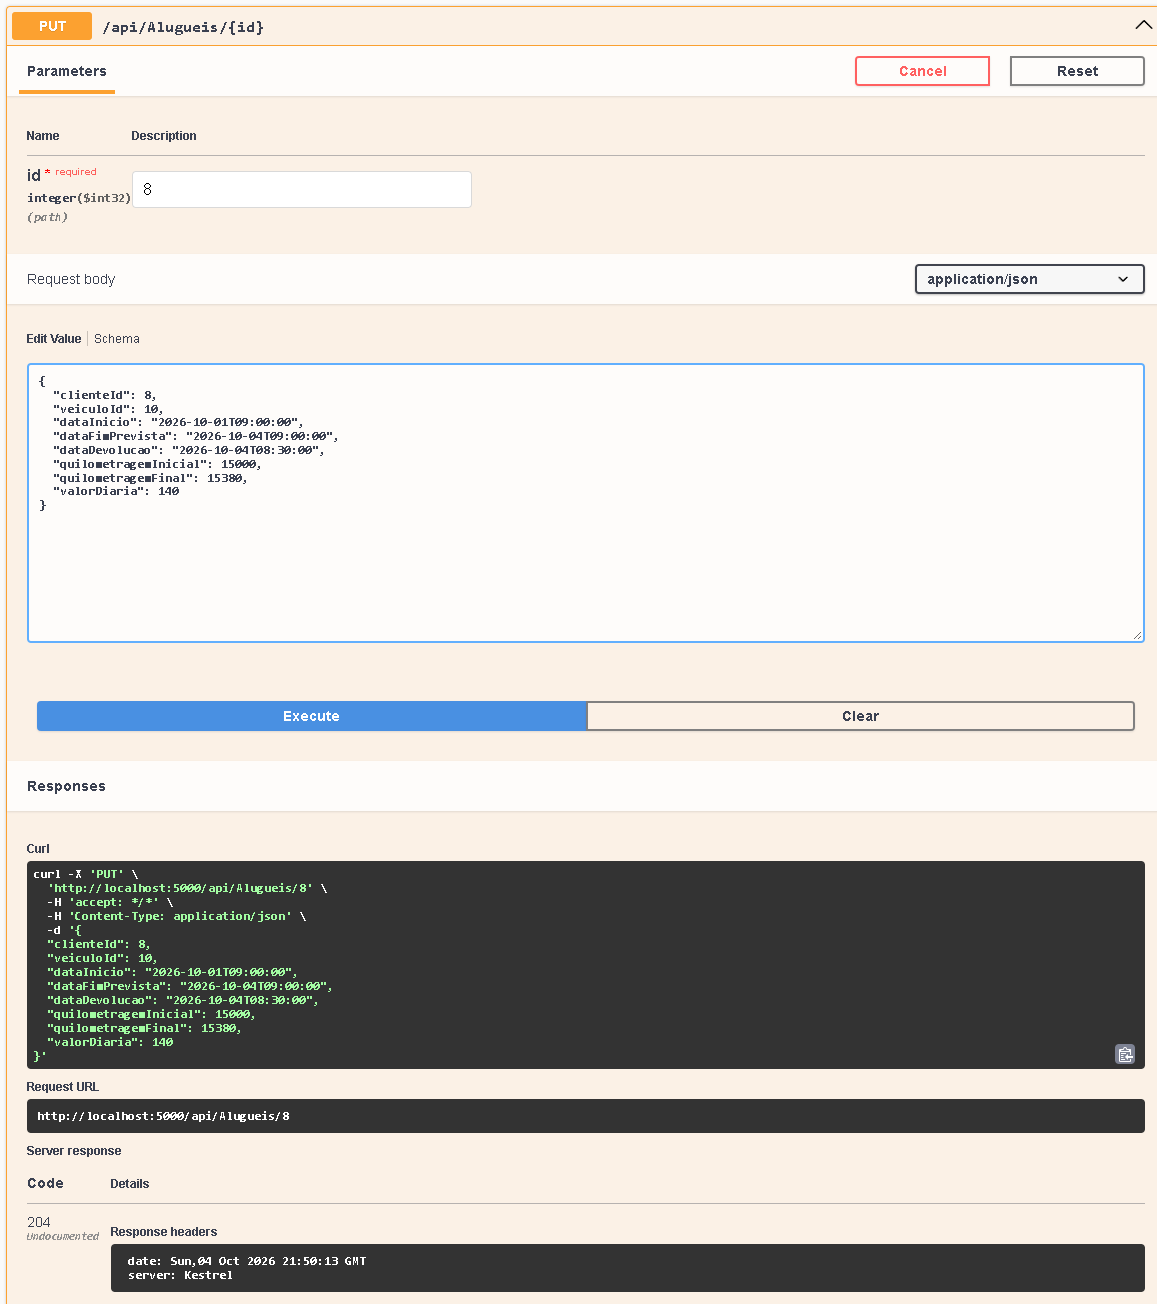 PUT /api/Alugueis/{id}
Parameters Cancel Reset
Name Description
id * required
integer($int32)
(path)
8
Request body application/json
Edit Value Schema
{
  "clienteId": 8,
  "veiculoId": 10,
  "dataInicio": "2026-10-01T09:00:00",
  "dataFimPrevista": "2026-10-04T09:00:00",
  "dataDevolucao": "2026-10-04T08:30:00",
  "quilometragemInicial": 15000,
  "quilometragemFinal": 15380,
  "valorDiaria": 140
}
Execute Clear
Responses
Curl
curl -X 'PUT' \
  'http://localhost:5000/api/Alugueis/8' \
  -H 'accept: */*' \
  -H 'Content-Type: application/json' \
  -d '{
  "clienteId": 8,
  "veiculoId": 10,
  "dataInicio": "2026-10-01T09:00:00",
  "dataFimPrevista": "2026-10-04T09:00:00",
  "dataDevolucao": "2026-10-04T08:30:00",
  "quilometragemInicial": 15000,
  "quilometragemFinal": 15380,
  "valorDiaria": 140
}'
Request URL
http://localhost:5000/api/Alugueis/8
Server response
Code Details
204
Undocumented
Response headers
date: Sun,04 Oct 2026 21:50:13 GMT
server: Kestrel